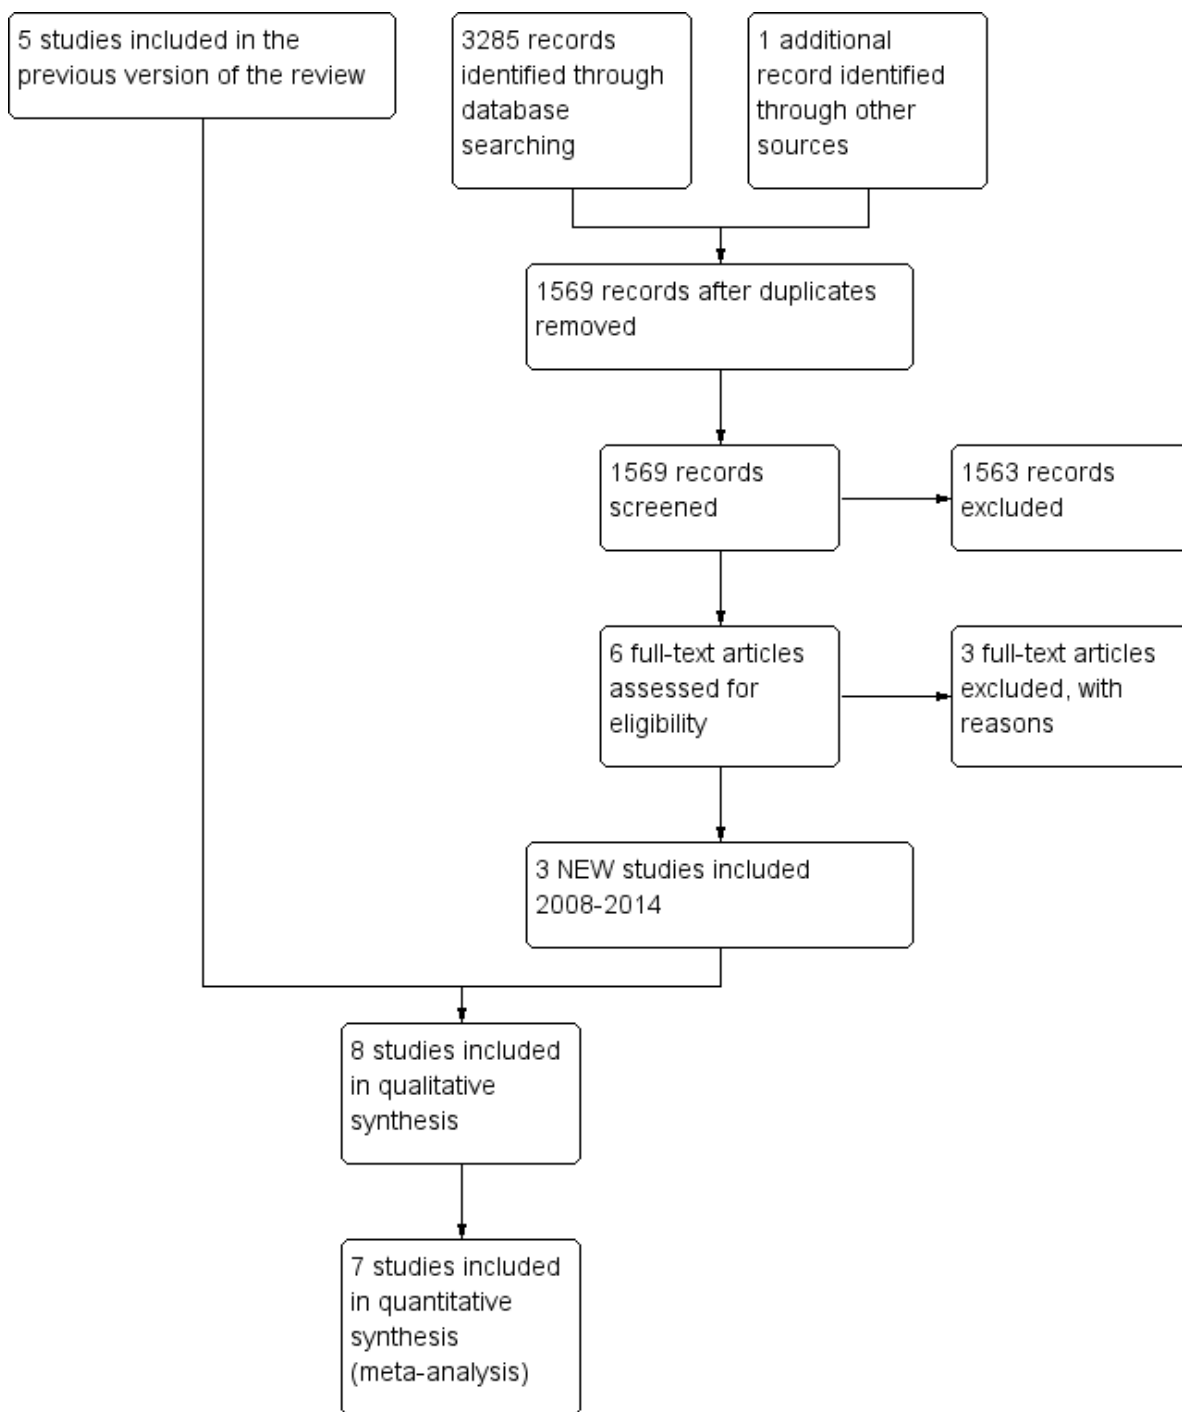 5 studies included in the
previous version of the review
3285 records
identified through
database
searching
1 additional
record identified
through other
sources
1569 records after duplicates
removed
1569 records
screened
1563 records
excluded
6 full-text articles
assessed for
eligibility
3 full-text articles
excluded, with
reasons
3 NEW studies included
2008-2014
8 studies included
in qualitative
synthesis
7 studies included
in quantitative
synthesis
(meta-analysis)